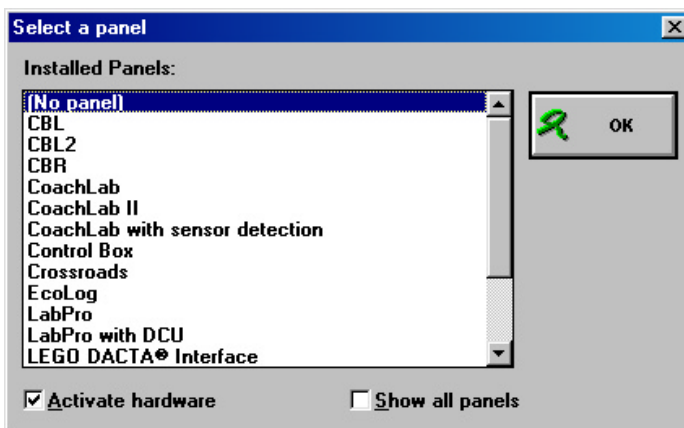 Select a panel
Installed Panels:
(No panel)
CBL
CBL2
CBR
CoachLab
CoachLab II
CoachLab with sensor detection
Control Box
Crossroads
EcoLog
LabPro
LabPro with DCU
LEGO DACTA® Interface
OK
Activate hardware
Show all panels